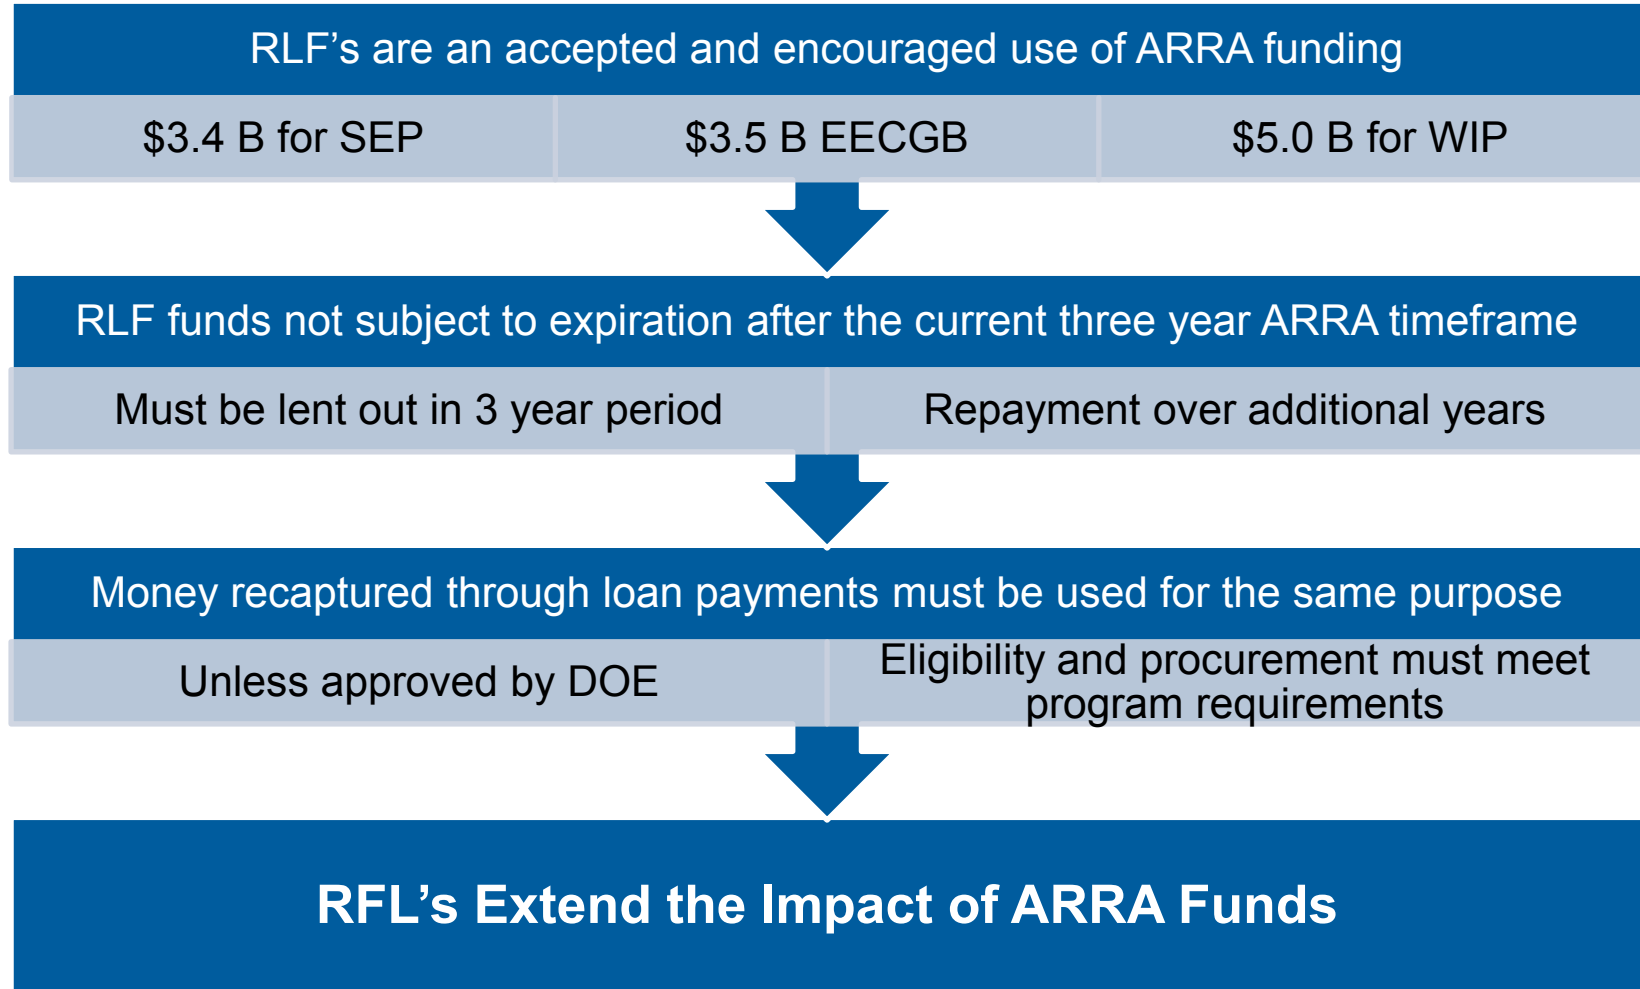 RLF’s are an accepted and encouraged use of ARRA funding
$3.4 B for SEP
$3.5 B EECGB
$5.0 B for WIP
RLF funds not subject to expiration after the current three year ARRA timeframe
Must be lent out in 3 year period
Repayment over additional years
Money recaptured through loan payments must be used for the same purpose
Unless approved by DOE
Eligibility and procurement must meet
program requirements
RFL’s Extend the Impact of ARRA Funds